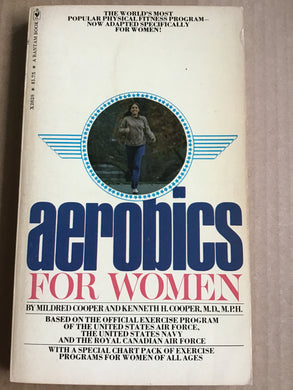 THE WORLD'S MOST
POPULAR PHYSICAL FITNESS PROGRAM—
NOW ADAPTED SPECIFICALLY
FOR WOMEN!
X3828 • $1.25 • A BANTAM BOOK
aerobics
FOR WOMEN
BY MILDRED COOPER AND KENNETH H. COOPER, M.D., M.P.H.
BASED ON THE OFFICIAL EXERCISE PROGRAM
OF THE UNITED STATES AIR FORCE,
THE UNITED STATES NAVY
AND THE ROYAL CANADIAN AIR FORCE
WITH A SPECIAL CHART PACK OF EXERCISE
PROGRAMS FOR WOMEN OF ALL AGES